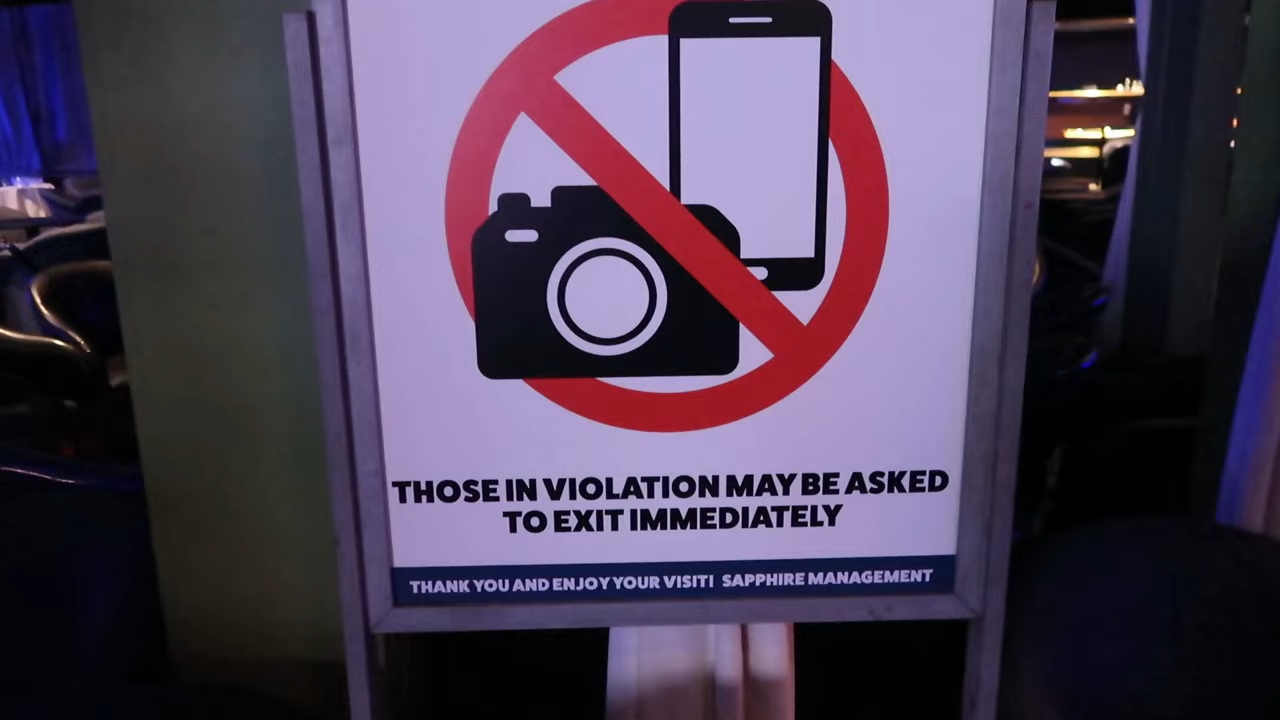 THOSE IN VIOLATION MAY BE ASKED
TO EXIT IMMEDIATELY
THANK YOU AND ENJOY YOUR VISIT! SAPPHIRE MANAGEMENT